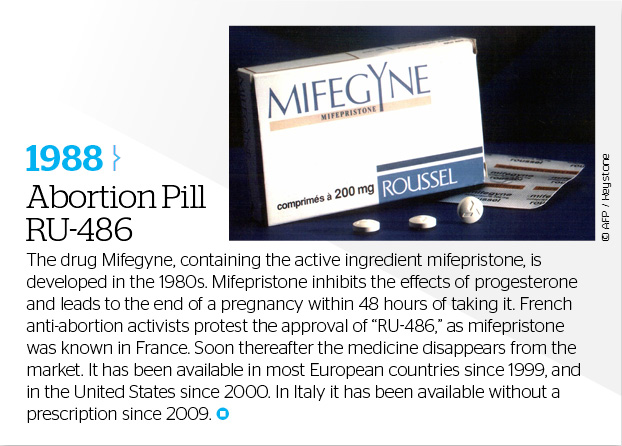 MIFEGYNE
MIFEPRISTONE
comprimés à 200 mg
ROUSSEL
roussel
© AFP / Keystone
1988
Abortion Pill
RU-486
The drug Mifegyne, containing the active ingredient mifepristone, is
developed in the 1980s. Mifepristone inhibits the effects of progesterone
and leads to the end of a pregnancy within 48 hours of taking it. French
anti-abortion activists protest the approval of “RU-486,” as mifepristone
was known in France. Soon thereafter the medicine disappears from the
market. It has been available in most European countries since 1999, and
in the United States since 2000. In Italy it has been available without a
prescription since 2009.